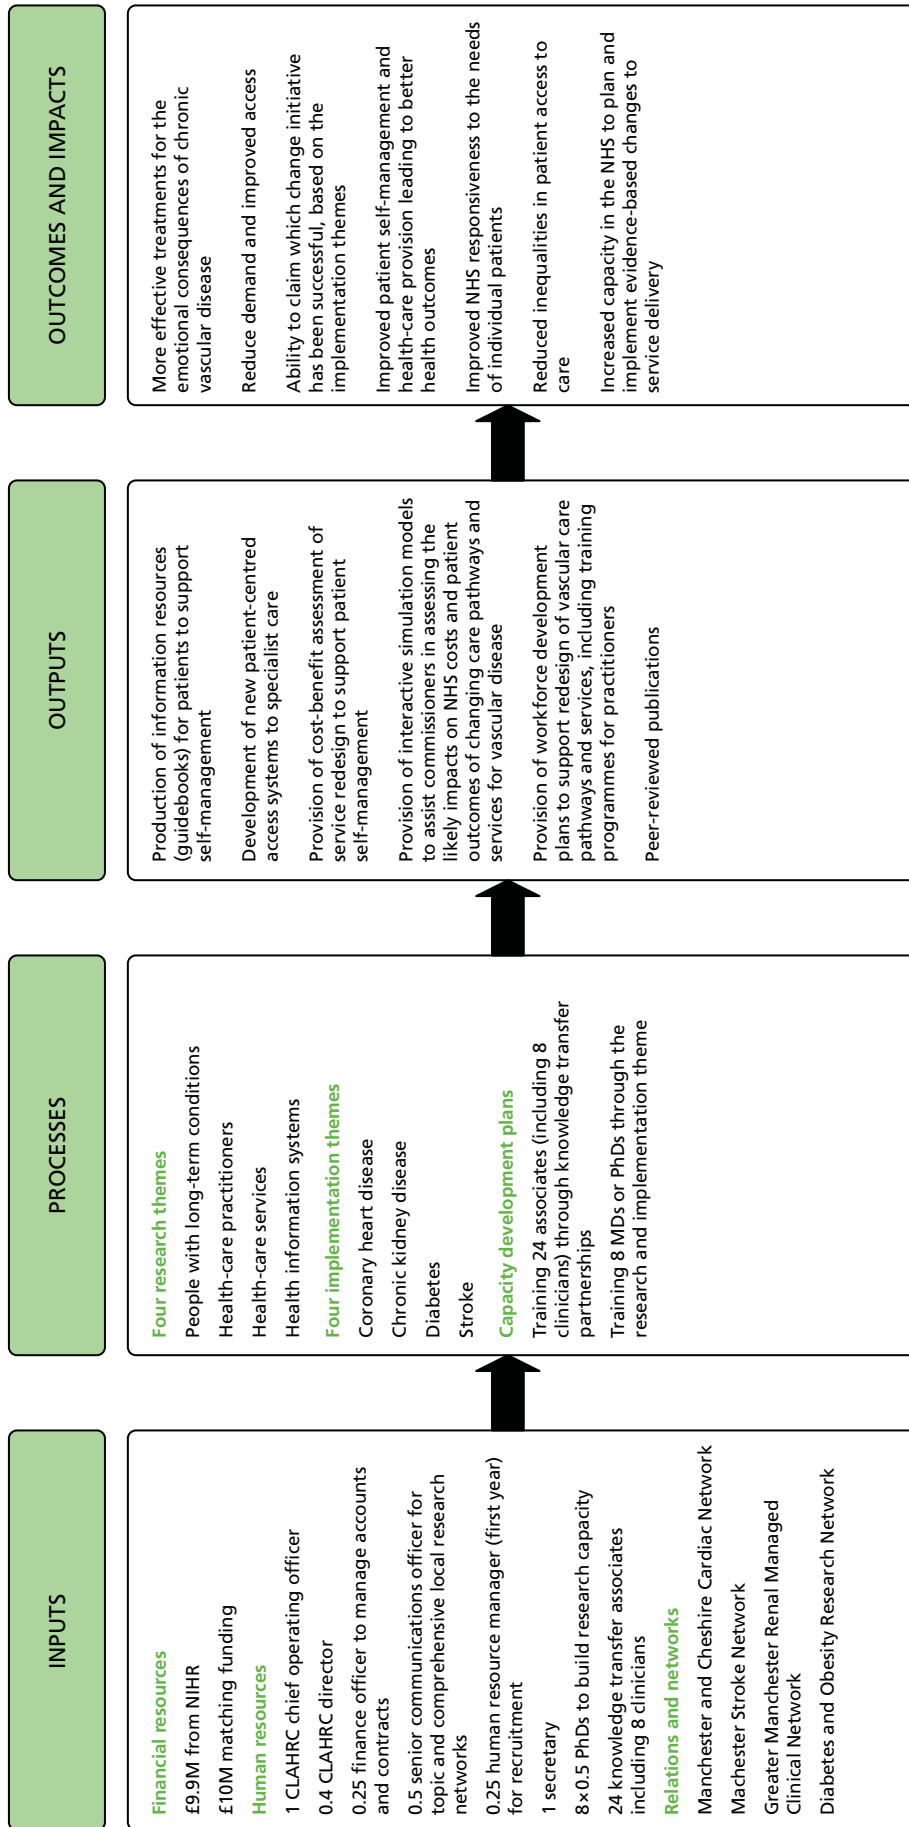 INPUTS
Financial resources
£9.9M from NIHR
£10M matching funding
Human resources
1 CLAHRC chief operating officer
0.4 CLAHRC director
0.25 finance officer to manage accounts
and contracts
0.5 senior communications officer for
topic and comprehensive local research
networks
0.25 human resource manager (first year)
for recruitment
1 secretary
8×0.5 PhDs to build research capacity
24 knowledge transfer associates
including 8 clinicians
Relations and networks
Manchester and Cheshire Cardiac Network
Machester Stroke Network
Greater Manchester Renal Managed
Clinical Network
Diabetes and Obesity Research Network
PROCESSES
Four research themes
People with long-term conditions
Health-care practitioners
Health-care services
Health information systems
Four implementation themes
Coronary heart disease
Chronic kidney disease
Diabetes
Stroke
Capacity development plans
Training 24 associates (including 8
clinicians) through knowledge transfer
partnerships
Training 8 MDs or PhDs through the
research and implementation theme
OUTPUTS
Production of information resources
(guidebooks) for patients to support
self-management
Development of new patient-centred
access systems to specialist care
Provision of cost-benefit assessment of
service redesign to support patient
self-management
Provision of interactive simulation models
to assist commissioners in assessing the
likely impacts on NHS costs and patient
outcomes of changing care pathways and
services for vascular disease
Provision of workforce development
plans to support redesign of vascular care
pathways and services, including training
programmes for practitioners
Peer-reviewed publications
OUTCOMES AND IMPACTS
More effective treatments for the
emotional consequences of chronic
vascular disease
Reduce demand and improved access
Ability to claim which change initiative
has been successful, based on the
implementation themes
Improved patient self-management and
health-care provision leading to better
health outcomes
Improved NHS responsiveness to the needs
of individual patients
Reduced inequalities in patient access to
care
Increased capacity in the NHS to plan and
implement evidence-based changes to
service delivery